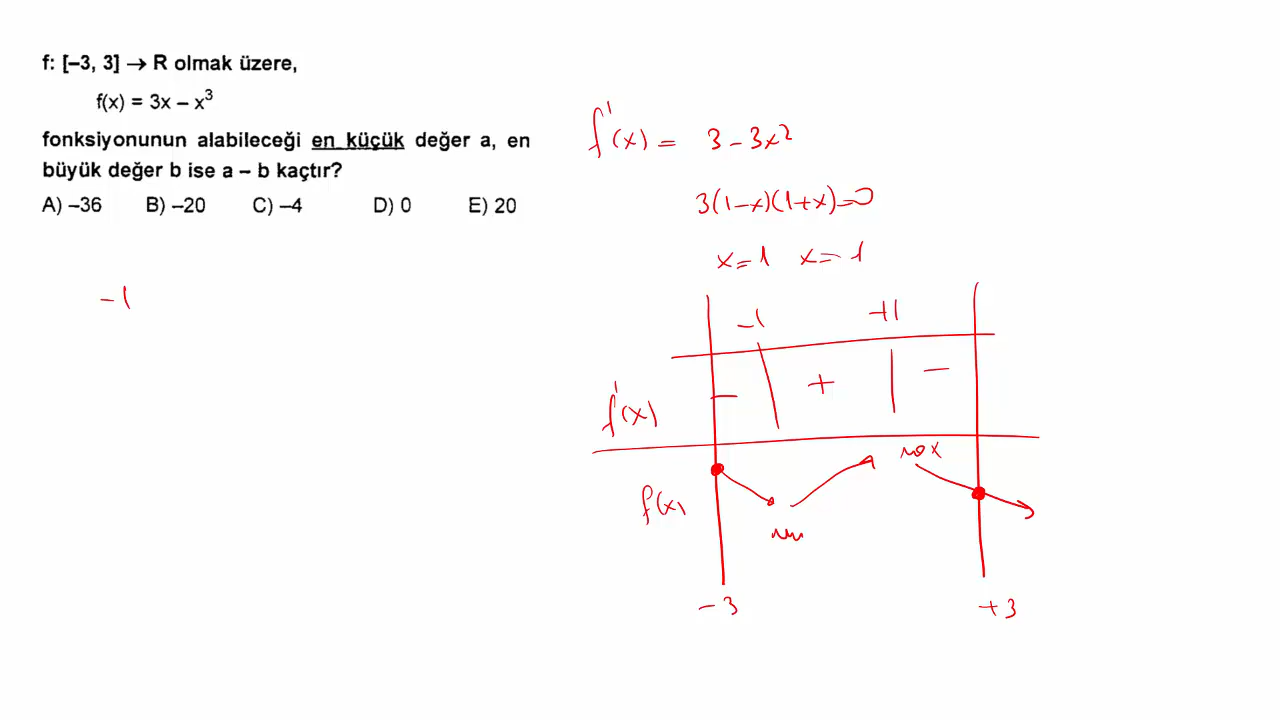 f: [–3, 3] → R olmak üzere,
f(x) = 3x – x³
fonksiyonunun alabileceği en küçük değer a, en
büyük değer b ise a – b kaçtır?
A) –36 B) –20 C) –4 D) 0 E) 20
-1
f'(x) = 3-3x²
3(1-x)(1+x)=0
x=1 x=-1
-1 +1
f'(x) - + -
max
f(x)
min
-3 +3